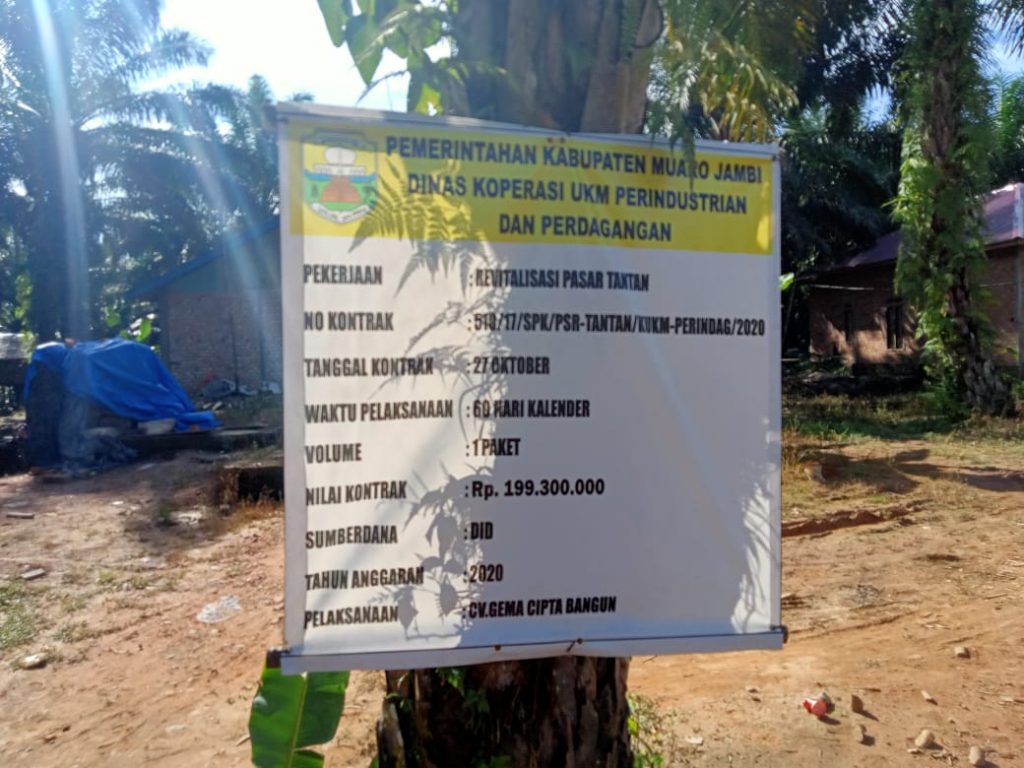 PEMERINTAHAN KABUPATEN MUARO JAMBI
DINAS KOPERASI UKM PERINDUSTRIAN
DAN PERDAGANGAN
PEKERJAAN : REVITALISASI PASAR TANTAN
NO KONTRAK : 510/17/SPK/PSR-TANTAN/KUKM-PERINDAG/2020
TANGGAL KONTRAK : 27 OKTOBER
WAKTU PELAKSANAAN : 60 HARI KALENDER
VOLUME : 1 PAKET
NILAI KONTRAK : Rp. 199.300.000
SUMBERDANA : DID
TAHUN ANGGARAN : 2020
PELAKSANAAN : CV.GEMA CIPTA BANGUN